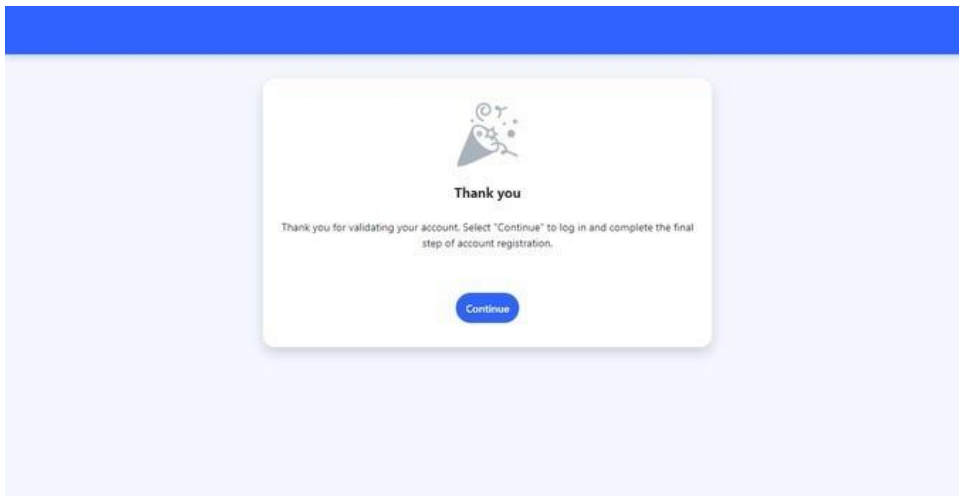 Thank you
Thank you for validating your account. Select "Continue" to log in and complete the final
step of account registration.
Continue